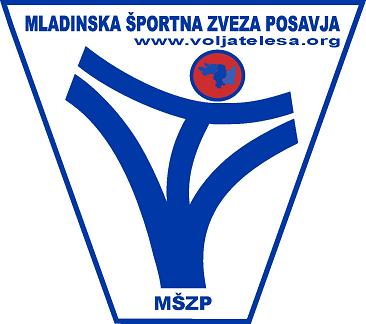 MLADINSKA ŠPORTNA ZVEZA POSAVJA
www.voljatelesa.org
MŠZP